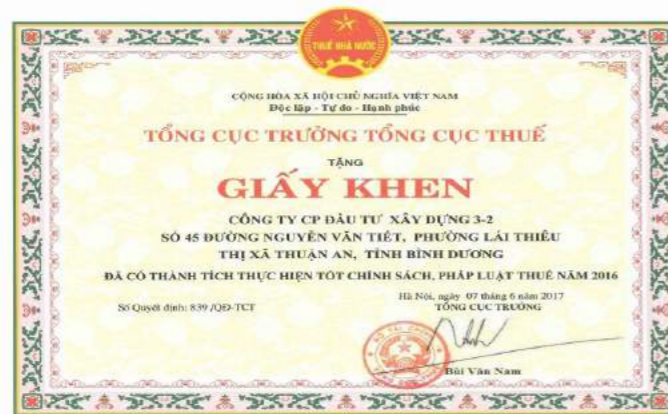 THUẾ NHÀ NƯỚC
CỘNG HÒA XÃ HỘI CHỦ NGHĨA VIỆT NAM
Độc lập - Tự do - Hạnh phúc
TỔNG CỤC TRƯỞNG TỔNG CỤC THUẾ
TẶNG
GIẤY KHEN
CÔNG TY CP ĐẦU TƯ XÂY DỰNG 3-2
SỐ 45 ĐƯỜNG NGUYỄN VĂN TIẾT, PHƯỜNG LÁI THIÊU
THỊ XÃ THUẬN AN, TỈNH BÌNH DƯƠNG
ĐÃ CÓ THÀNH TÍCH THỰC HIỆN TỐT CHÍNH SÁCH, PHÁP LUẬT THUẾ NĂM 2016
Hà Nội, ngày 07 tháng 6 năm 2017
Số Quyết định: 839 /QĐ-TCT
TỔNG CỤC TRƯỞNG
Bùi Văn Nam